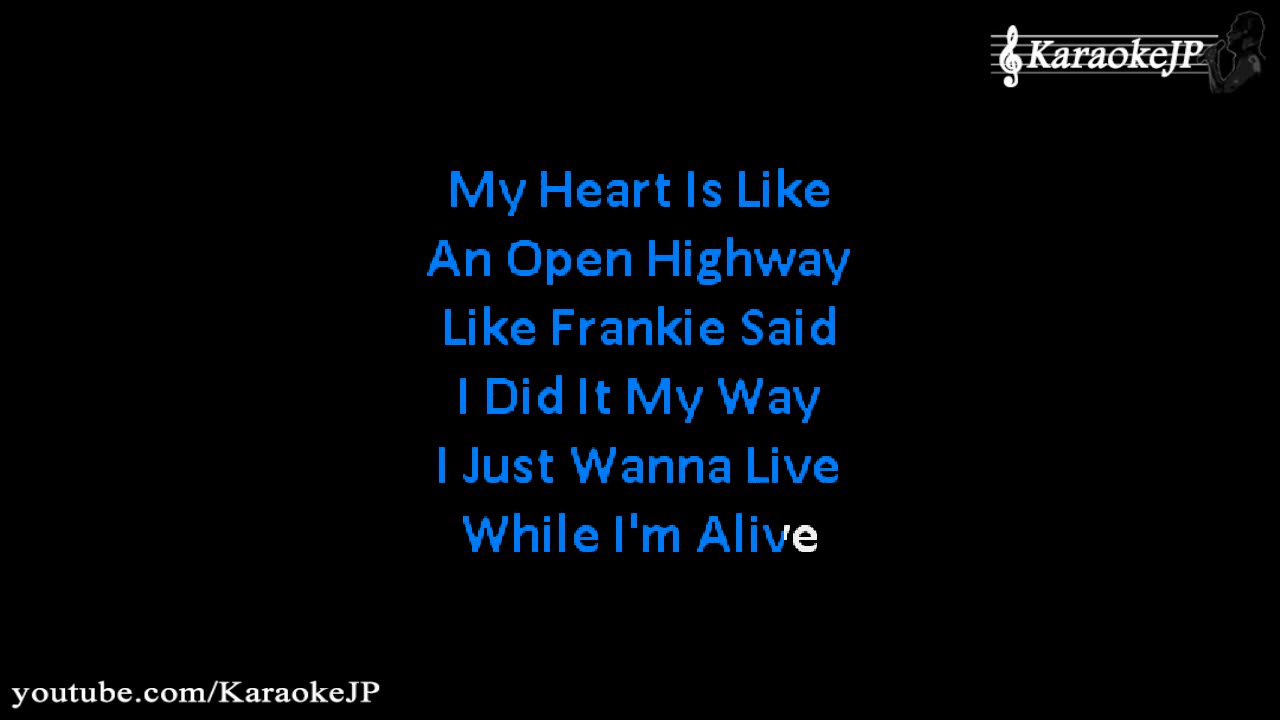 KaraokeJP
My Heart Is Like
An Open Highway
Like Frankie Said
I Did It My Way
I Just Wanna Live
While I'm Alive
youtube.com/KaraokeJP